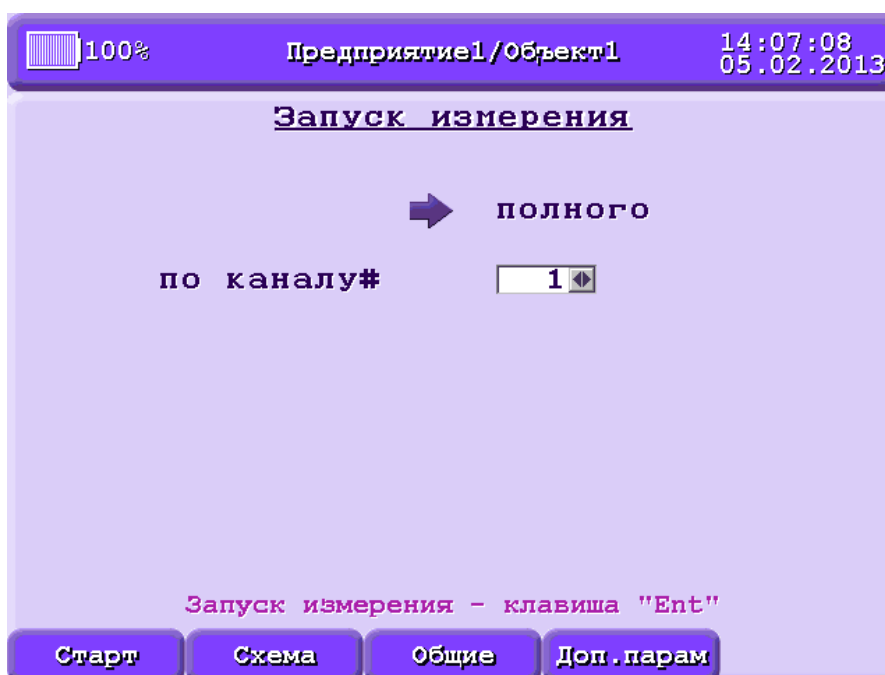 100%
Предприятие1/Объект1
14:07:08
05.02.2013
Запуск измерения
полного
по каналу# 1
Запуск измерения - клавиша "Ent"
Старт Схема Общие Доп.парам